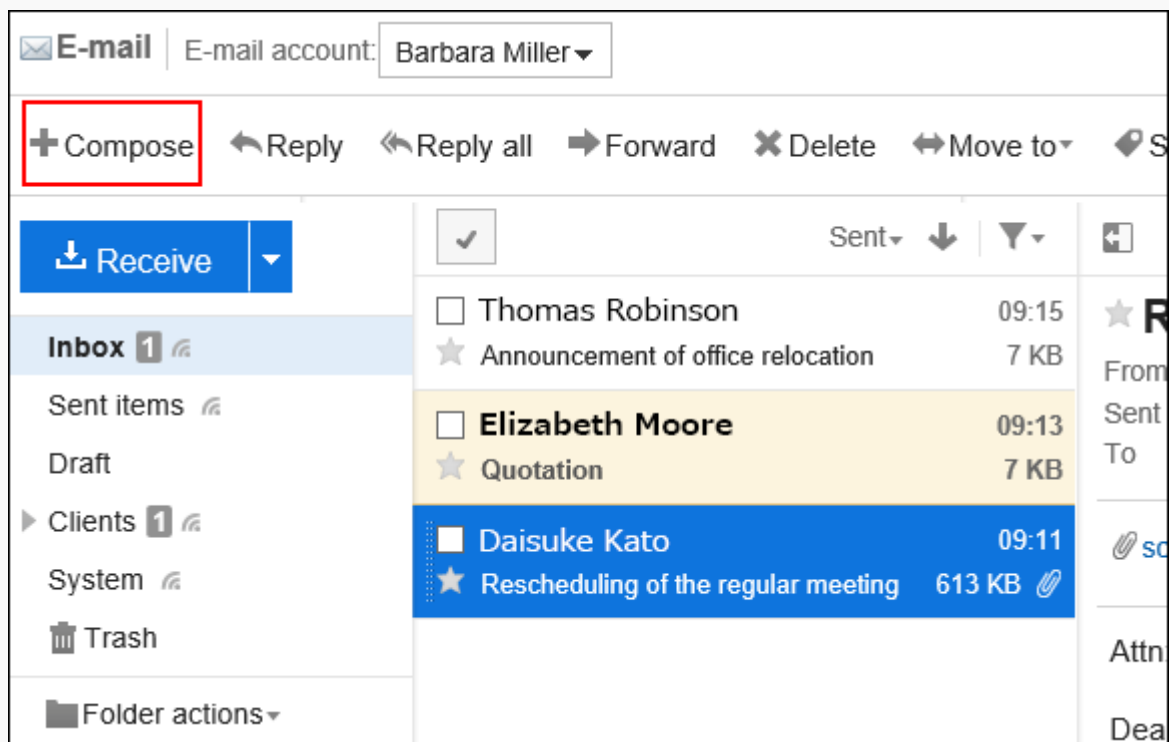 E-mail E-mail account: Barbara Miller
Compose Reply Reply all Forward Delete Move to
Receive
Inbox 1
Sent items
Draft
Clients 1
System
Trash
Folder actions
Sent
Thomas Robinson 09:15
Announcement of office relocation 7 KB
Elizabeth Moore 09:13
Quotation 7 KB
Daisuke Kato 09:11
Rescheduling of the regular meeting 613 KB
From
Sent
To
Attn: